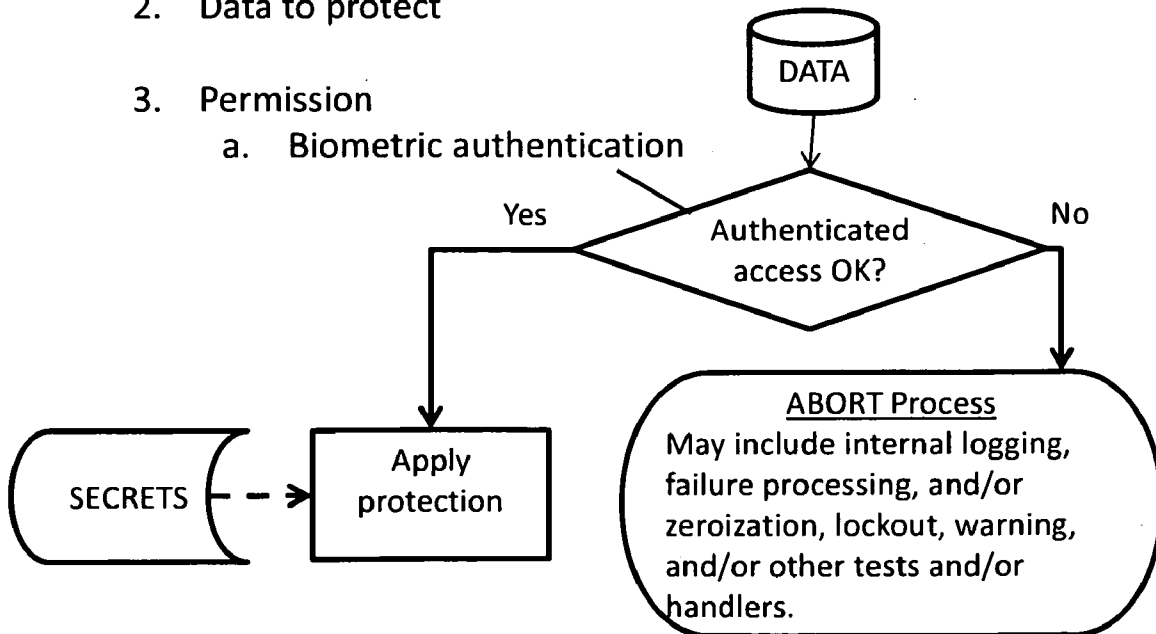 2. Data to protect
DATA
3. Permission
a. Biometric authentication
Yes
No
Authenticated
access OK?
SECRETS
Apply
protection
ABORT Process
May include internal logging,
failure processing, and/or
zeroization, lockout, warning,
and/or other tests and/or
handlers.